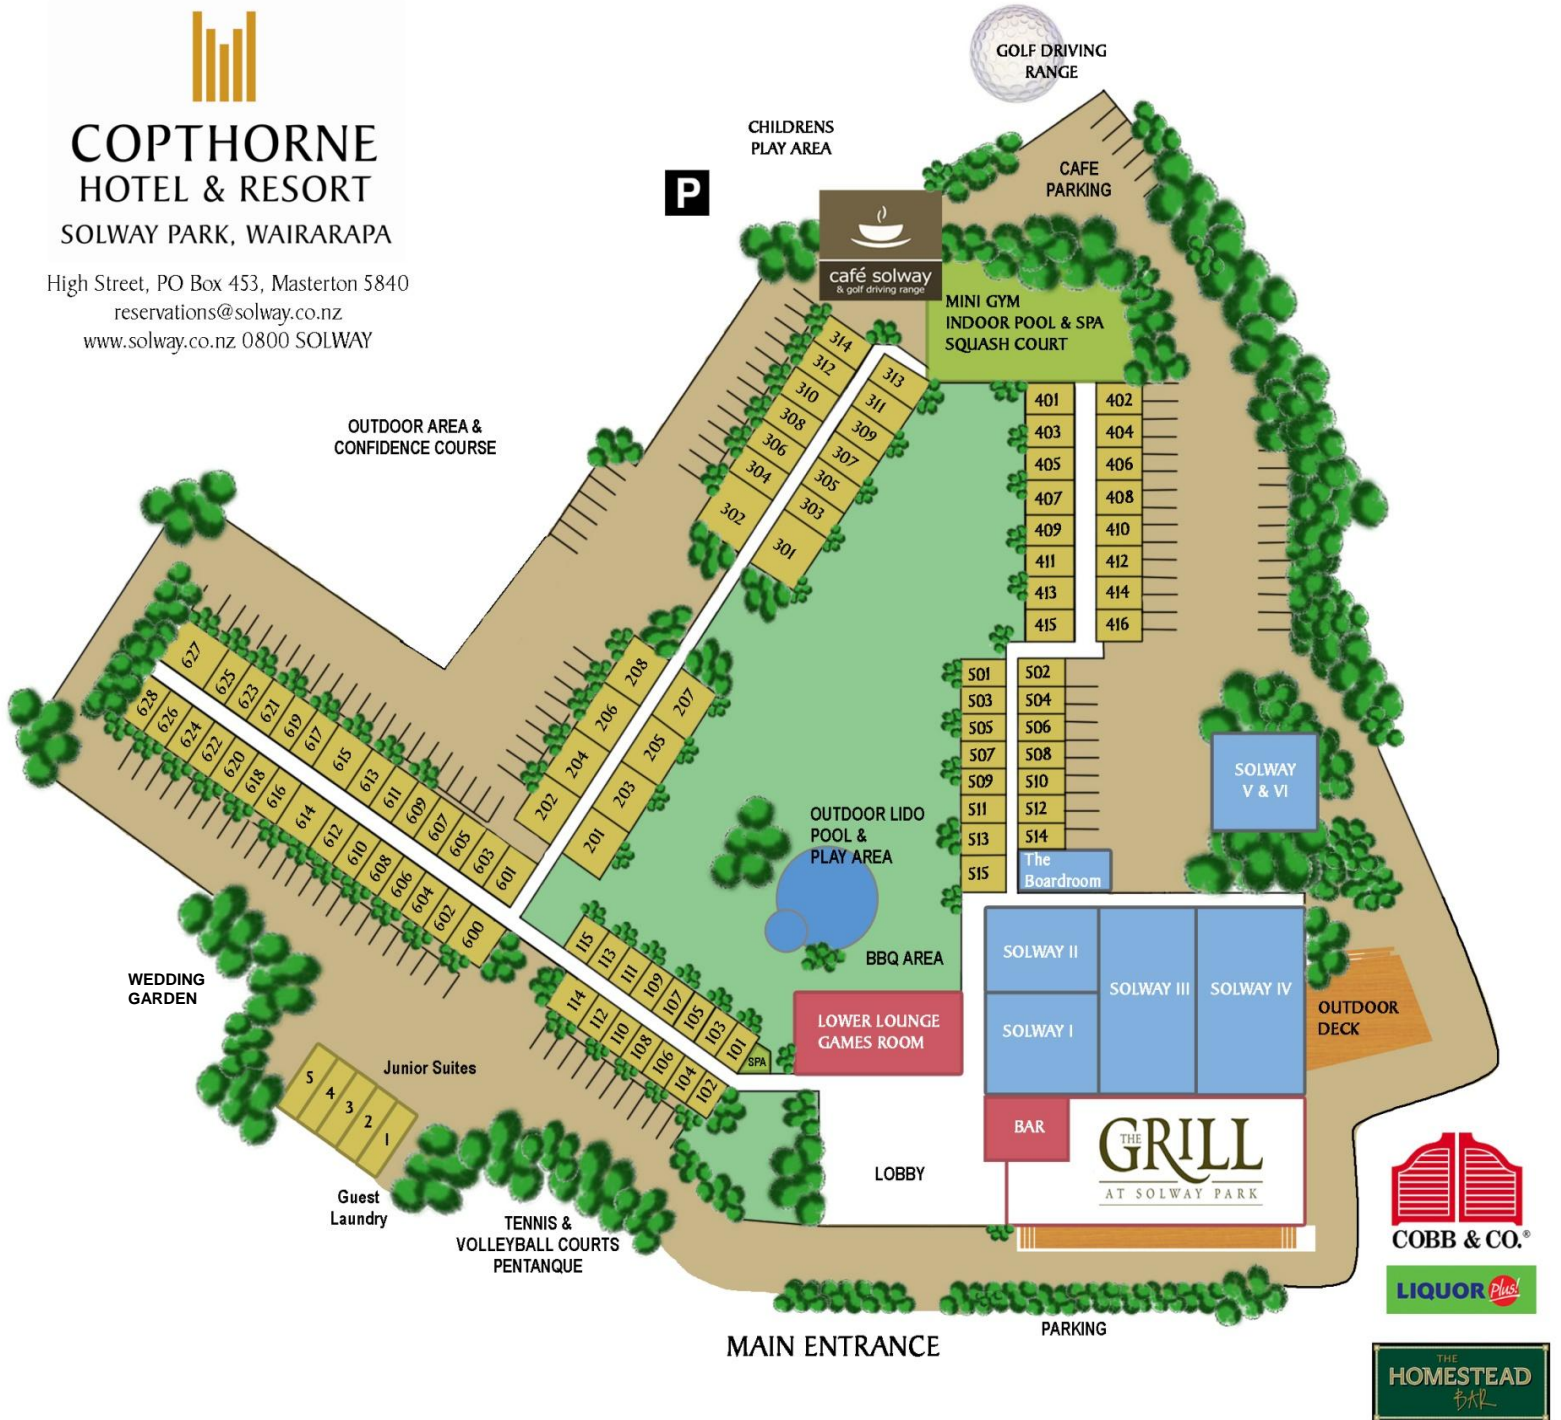 COPTHORNE
HOTEL & RESORT
SOLWAY PARK, WAIRARAPA
High Street, PO Box 453, Masterton 5840
reservations@solway.co.nz
www.solway.co.nz 0800 SOLWAY
GOLF DRIVING
RANGE
CHILDRENS
PLAY AREA
P
CAFE
PARKING
café solway
& golf driving range
MINI GYM
INDOOR POOL & SPA
SQUASH COURT
OUTDOOR AREA &
CONFIDENCE COURSE
314
312
310
308
306
304
302
313
311
309
307
305
303
301
401
403
405
407
409
411
413
415
402
404
406
408
410
412
414
416
501
503
505
507
509
511
513
515
502
504
506
508
510
512
514
The
Boardroom
SOLWAY
V & VI
208
206
204
202
207
205
203
201
627
625
623
621
619
617
615
613
611
609
607
605
603
601
628
626
624
622
620
618
616
614
612
610
608
606
604
602
600
OUTDOOR LIDO
POOL &
PLAY AREA
BBQ AREA
115
113
111
109
107
105
103
101
SPA
114
112
110
108
106
104
102
WEDDING
GARDEN
Junior Suites
5
4
3
2
1
Guest
Laundry
TENNIS &
VOLLEYBALL COURTS
PENTANQUE
LOWER LOUNGE
GAMES ROOM
SOLWAY II
SOLWAY I
SOLWAY III
SOLWAY IV
OUTDOOR
DECK
BAR
THE
GRILL
AT SOLWAY PARK
LOBBY
MAIN ENTRANCE
PARKING
COBB & CO.®
LIQUOR Plus!
THE
HOMESTEAD
BAR